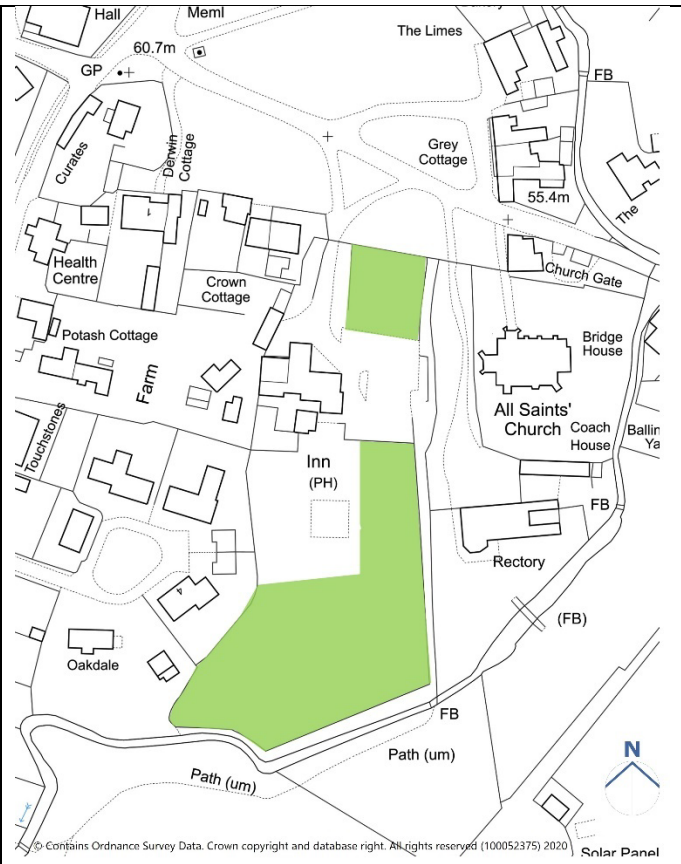 Hall
Meml
The Limes
60.7m
GP
FB
Curates
Derwin
Cottage
Grey
Cottage
55.4m
The
1
Health
Centre
Crown
Cottage
Church Gate
Potash Cottage
Bridge
House
Farm
All Saints'
Church
Coach
House
Touchstones
Inn
(PH)
FB
Rectory
4
(FB)
Oakdale
FB
Path (um)
Path (um)
N
© Contains Ordnance Survey Data. Crown copyright and database right. All rights reserved (100052375) 2020
Solar Panel